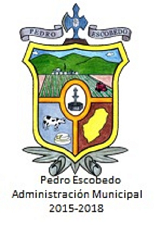 PEDRO ESCOBEDO
Pedro Escobedo
Administración Municipal
2015-2018